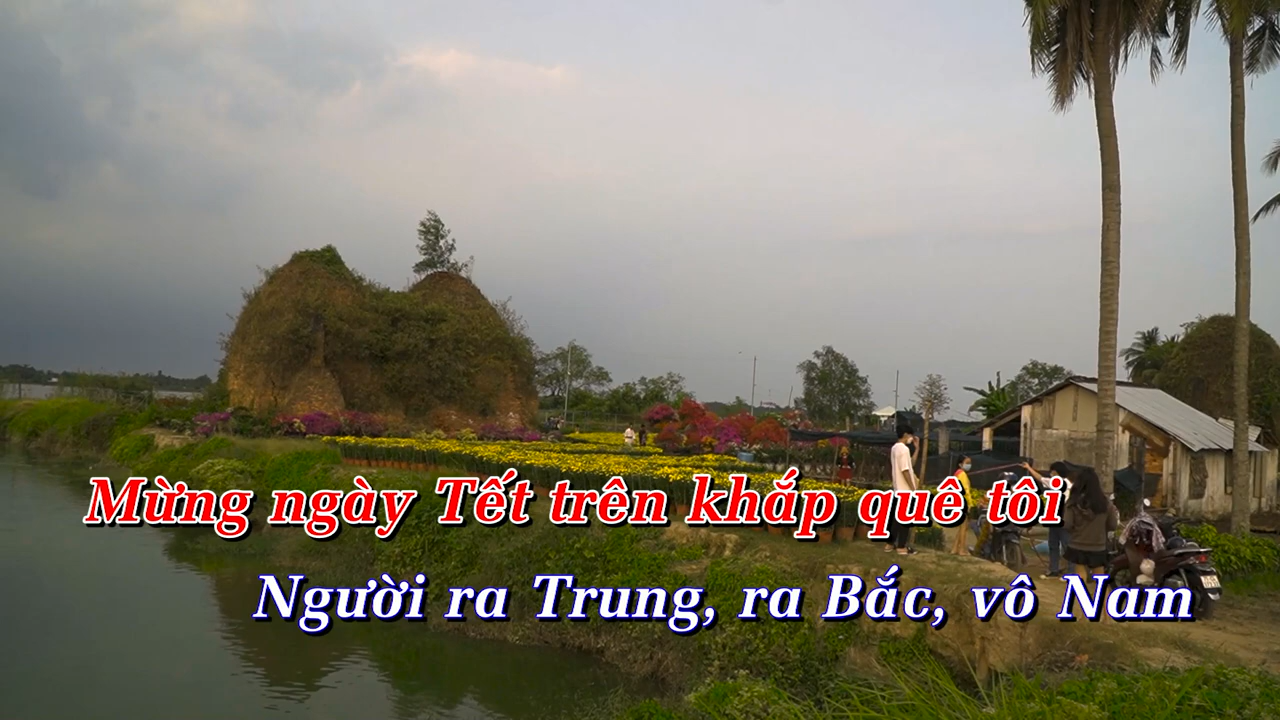 Mừng ngày Tết trên khắp quê tôi
Người ra Trung, ra Bắc, vô Nam